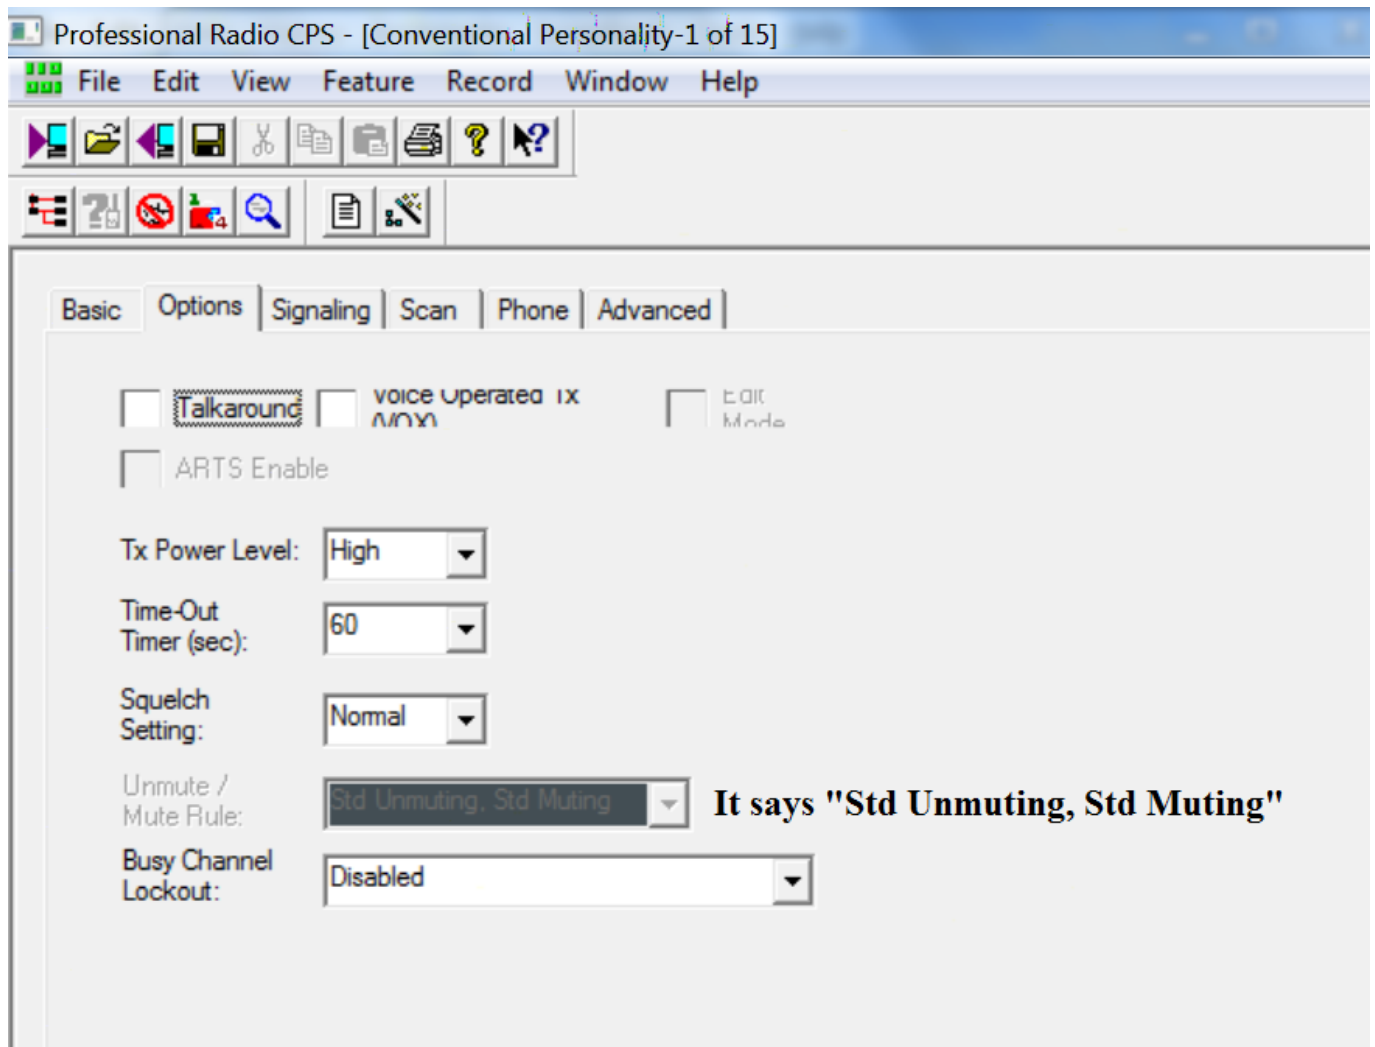 Professional Radio CPS - [Conventional Personality-1 of 15]
File Edit View Feature Record Window Help
Basic Options Signaling Scan Phone Advanced
Talkaround Voice Operated Tx (VOX) Edit Mode
ARTS Enable
Tx Power Level: High
Time-Out
Timer (sec): 60
Squelch
Setting: Normal
Unmute /
Mute Rule: Std Unmuting, Std Muting It says "Std Unmuting, Std Muting"
Busy Channel
Lockout: Disabled